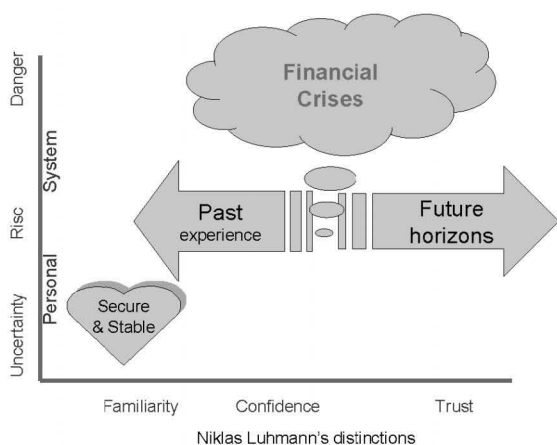 Financial
Crises
Danger
System
Risc
Personal
Uncertainty
Past
experience
Future
horizons
Secure
& Stable
Familiarity
Confidence
Trust
Niklas Luhmann's distinctions